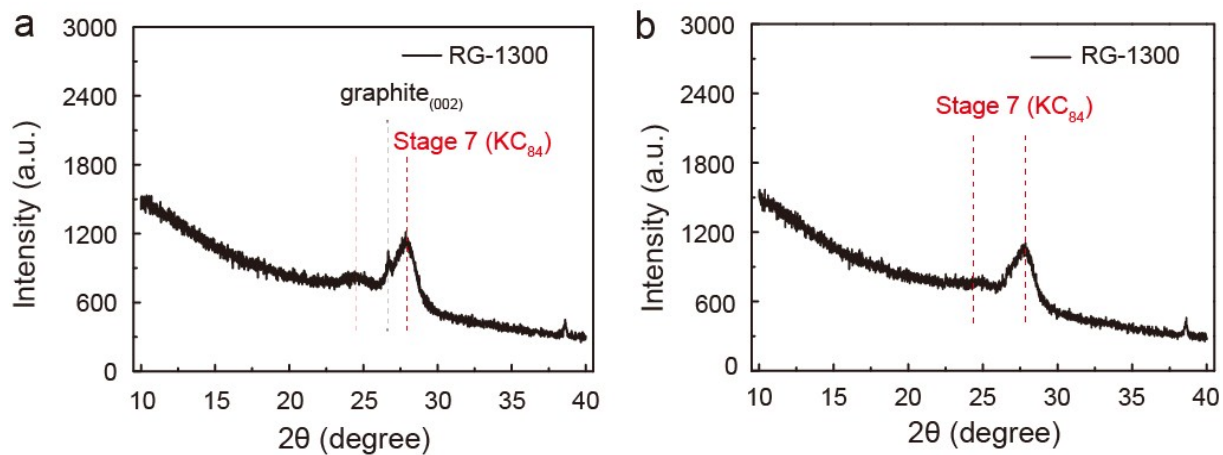 a
3000
2400
1800
1200
600
0
Intensity (a.u.)
RG-1300
graphite(002)
Stage 7 (KC84)
10 15 20 25 30 35 40
2θ (degree)
b
3000
2400
1800
1200
600
0
Intensity (a.u.)
RG-1300
Stage 7 (KC84)
10 15 20 25 30 35 40
2θ (degree)